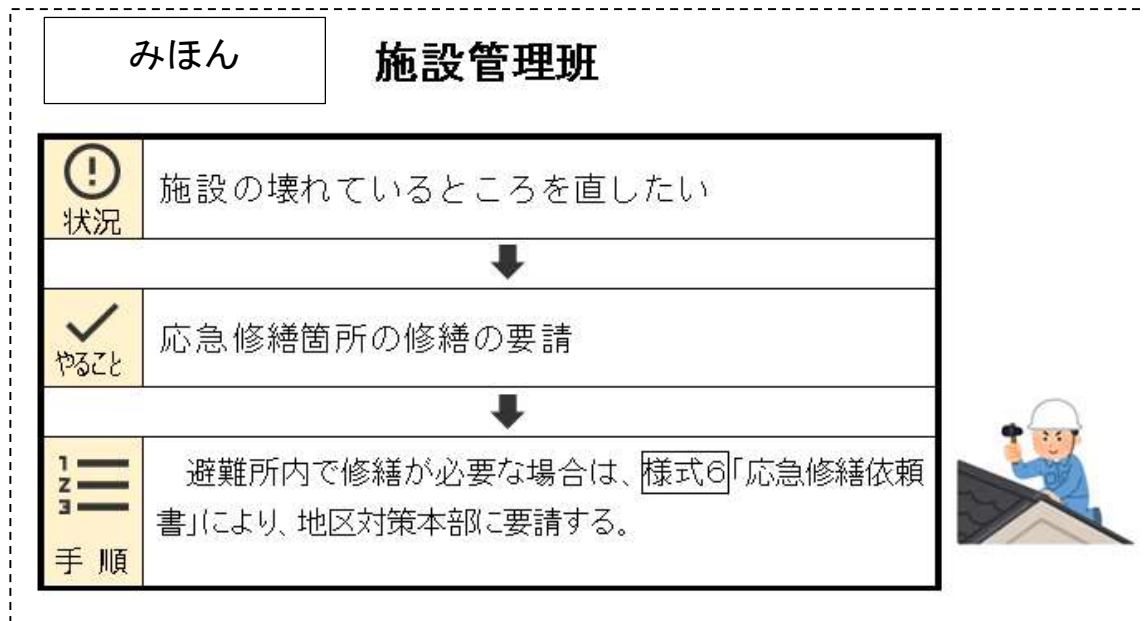 みほん
施設管理班
状況
施設の壊れているところを直したい
やること
応急修繕箇所の修繕の要請
1
2
3
手順
避難所内で修繕が必要な場合は、様式6「応急修繕依頼
書」により、地区対策本部に要請する。